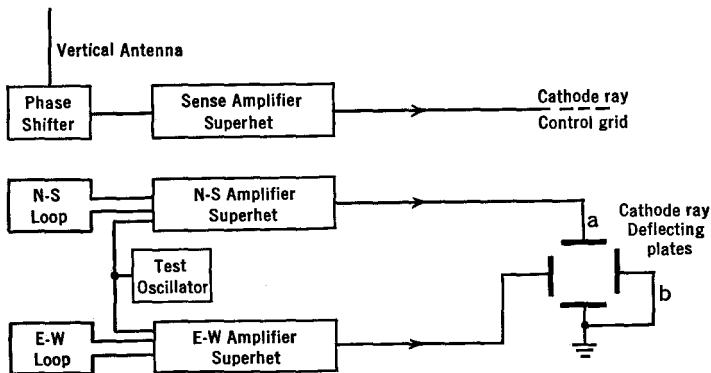 Vertical Antenna
Phase
Shifter
Sense Amplifier
Superhet
Cathode ray
Control grid
N-S
Loop
N-S Amplifier
Superhet
a
Cathode ray
Deflecting
plates
Test
Oscillator
b
E-W
Loop
E-W Amplifier
Superhet